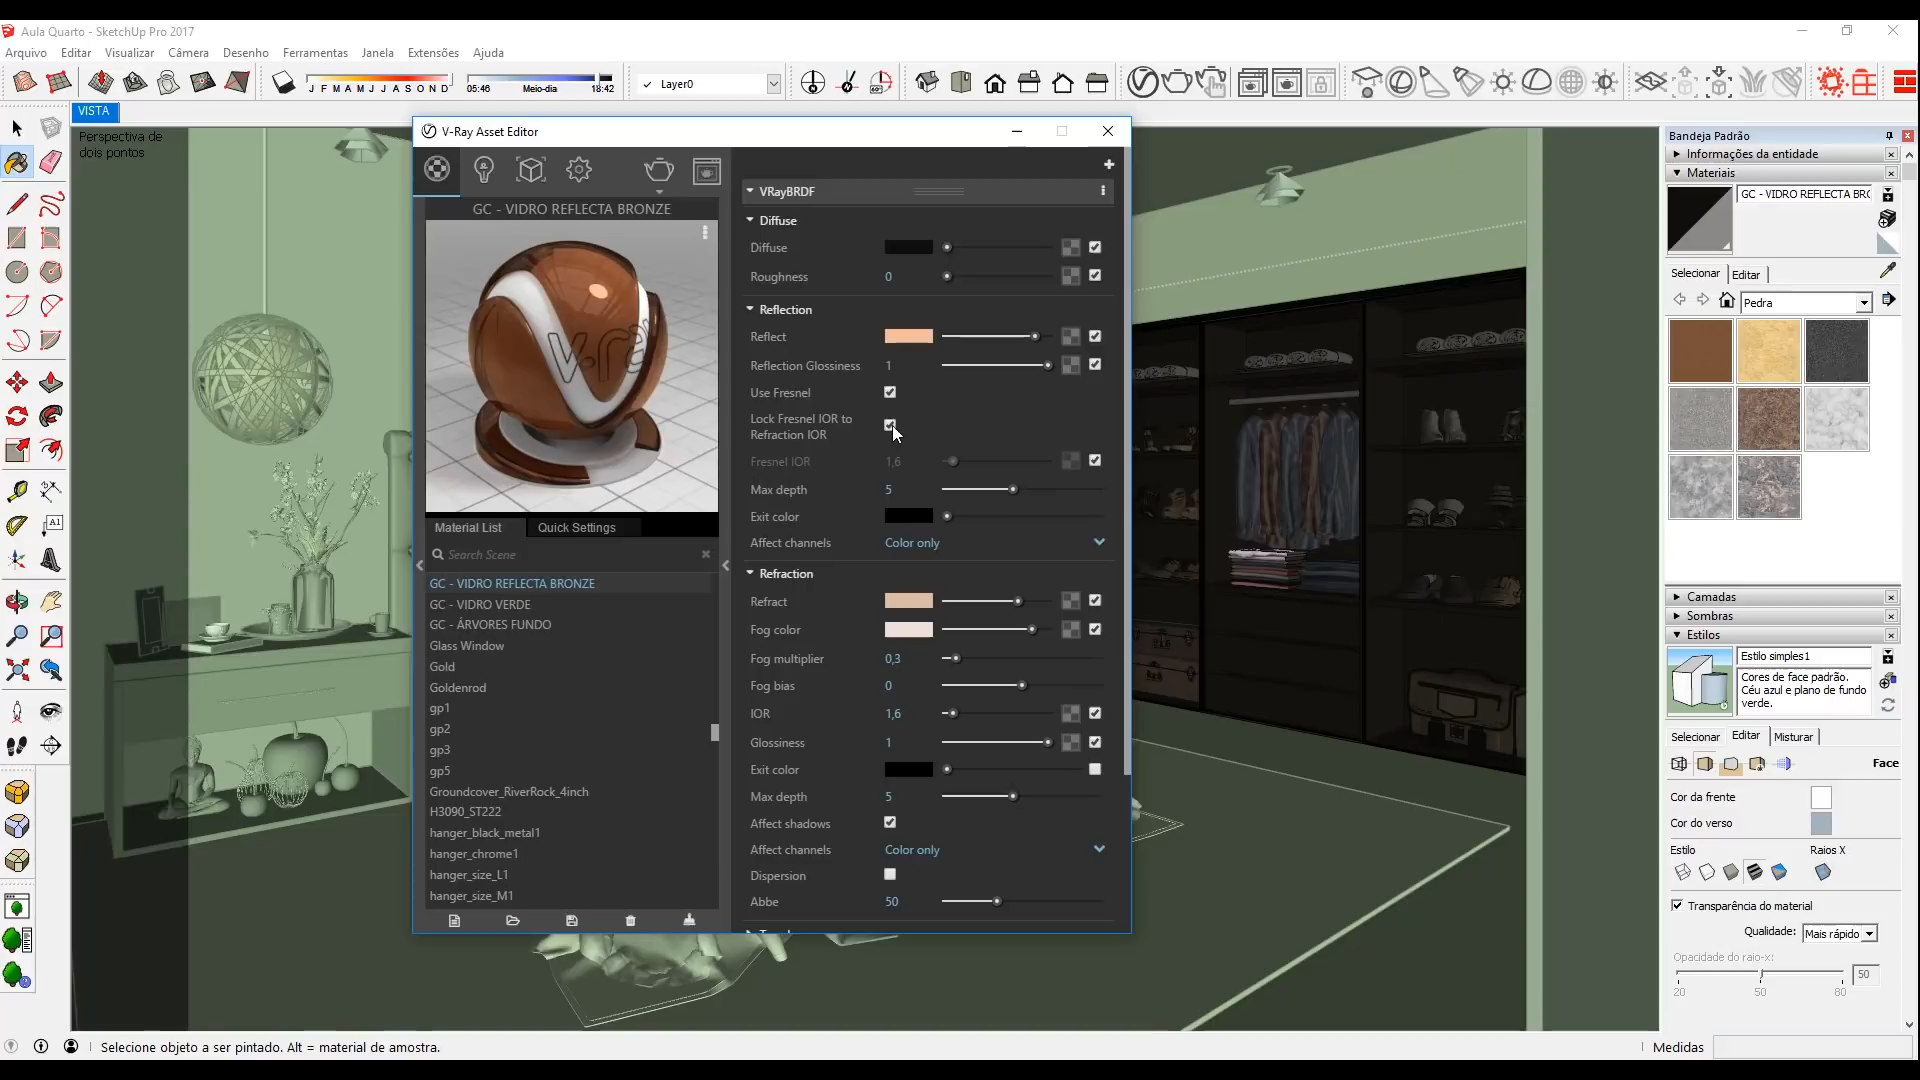 Aula Quarto - SketchUp Pro 2017
Arquivo Editar Visualizar Câmera Desenho Ferramentas Janela Extensões Ajuda
J F M A M J J A S O N D
05:46 Meio-dia 18:42
Layer0
VISTA
Perspectiva de
dois pontos
V-Ray Asset Editor
GC - VIDRO REFLECTA BRONZE
Material List Quick Settings
Search Scene
GC - VIDRO REFLECTA BRONZE
GC - VIDRO VERDE
GC - ÁRVORES FUNDO
Glass Window
Gold
Goldenrod
gp1
gp2
gp3
gp5
Groundcover_RiverRock_4inch
H3090_ST222
hanger_black_metal1
hanger_chrome1
hanger_size_L1
hanger_size_M1
VRayBRDF
Diffuse
Diffuse
Roughness 0
Reflection
Reflect
Reflection Glossiness 1
Use Fresnel
Lock Fresnel IOR to
Refraction IOR
Fresnel IOR 1,6
Max depth 5
Exit color
Affect channels Color only
Refraction
Refract
Fog color
Fog multiplier 0,3
Fog bias 0
IOR 1,6
Glossiness 1
Exit color
Max depth 5
Affect shadows
Affect channels Color only
Dispersion
Abbe 50
Bandeja Padrão
Informações da entidade
Materiais
GC - VIDRO REFLECTA BRO
Selecionar Editar
Pedra
Camadas
Sombras
Estilos
Estilo simples1
Cores de face padrão.
Céu azul e plano de fundo
verde.
Selecionar Editar Misturar
Face
Cor da frente
Cor do verso
Estilo Raios X
Transparência do material
Qualidade: Mais rápido
Opacidade do raio-x:
50
20 50 80
Selecione objeto a ser pintado. Alt = material de amostra.
Medidas